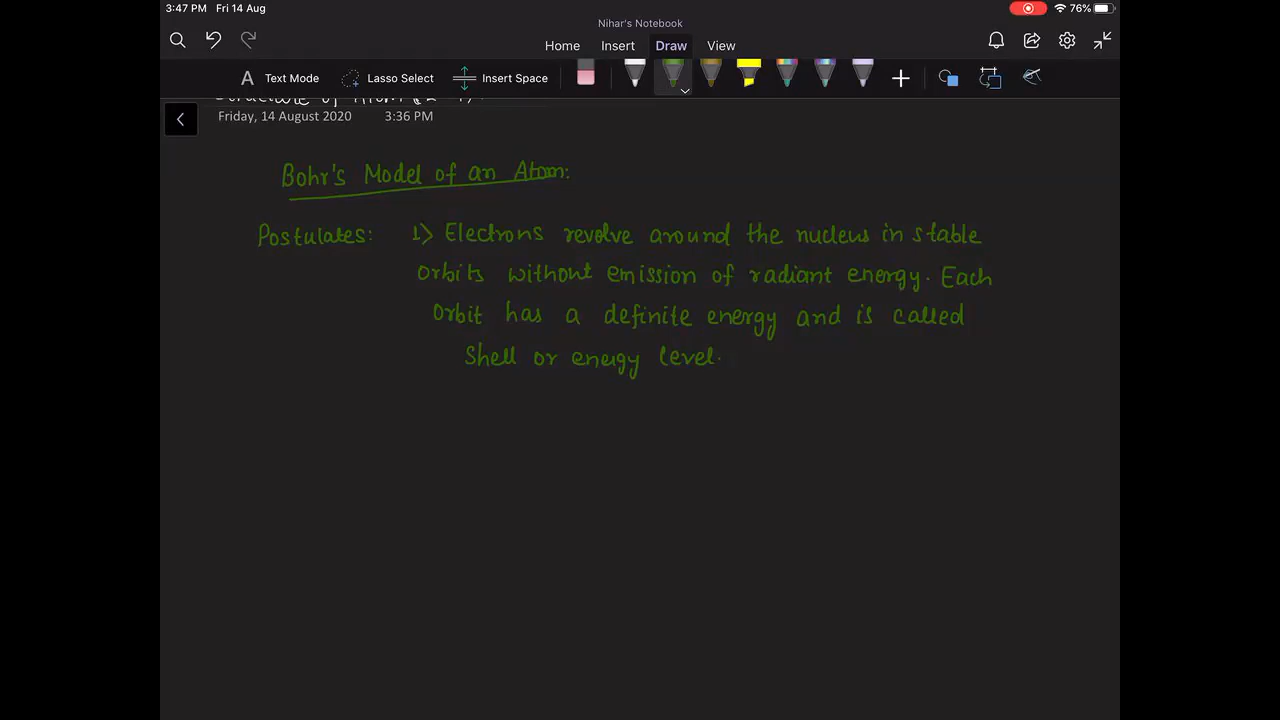 3:47 PM Fri 14 Aug
76%
Nihar's Notebook
Home Insert Draw View
A Text Mode Lasso Select Insert Space
Structure of Atom
Friday, 14 August 2020 3:36 PM
Bohr's Model of an Atom:
Postulates: 1> Electrons revolve around the nucleus in stable
orbits without emission of radiant energy. Each
orbit has a definite energy and is called
shell or energy level.